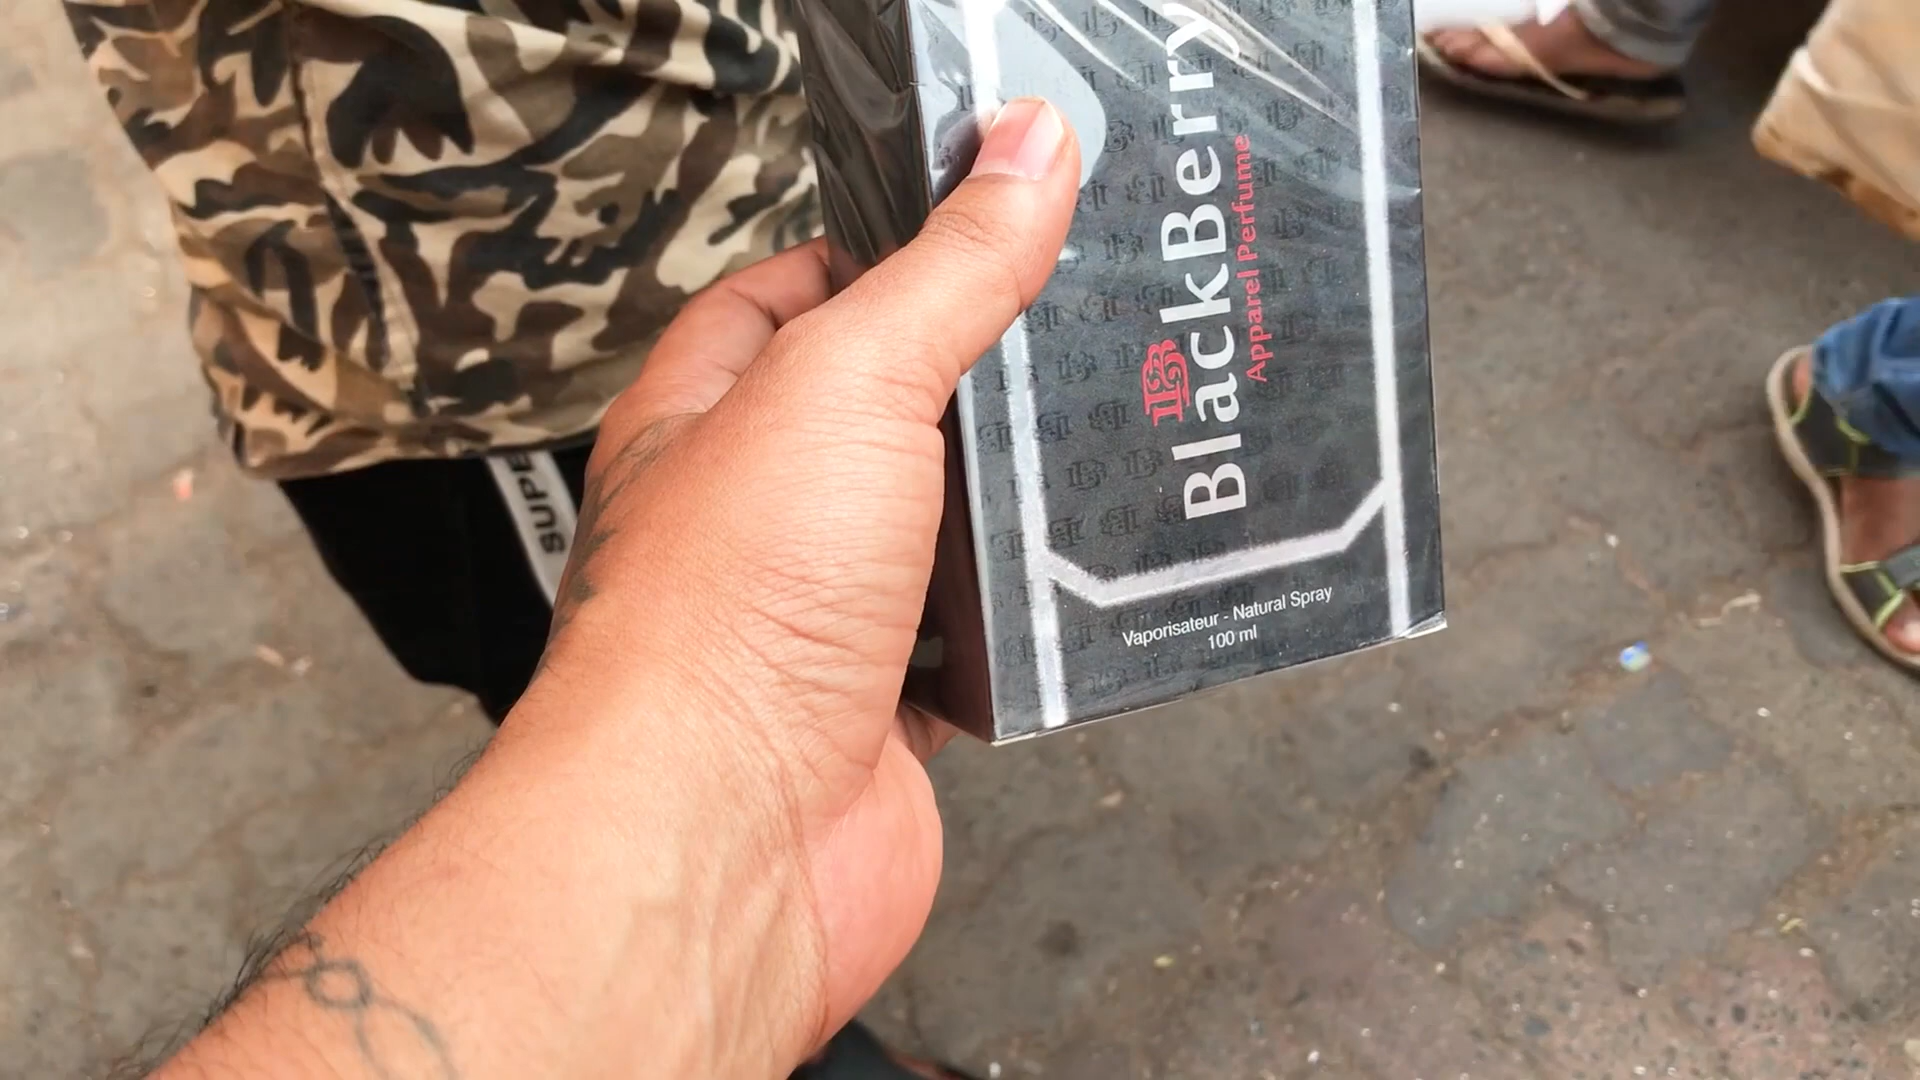 BlackBerry
Apparel Perfume
Vaporisateur - Natural Spray
100 ml
SUPE